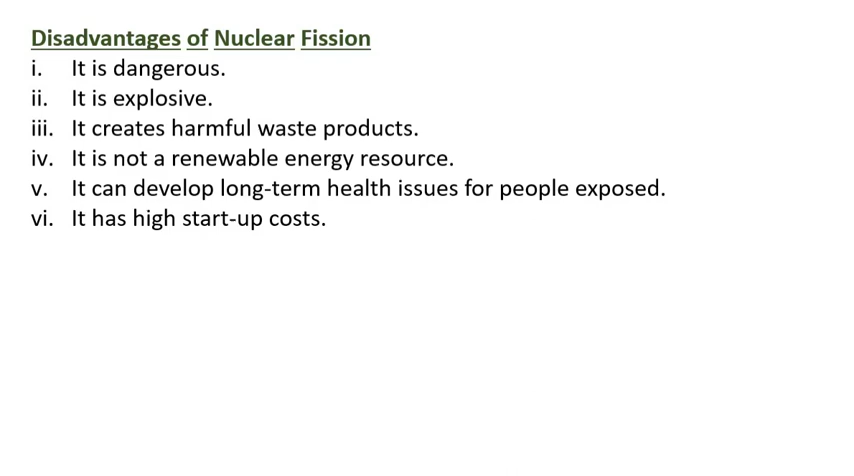 Disadvantages of Nuclear Fission
i. It is dangerous.
ii. It is explosive.
iii. It creates harmful waste products.
iv. It is not a renewable energy resource.
v. It can develop long-term health issues for people exposed.
vi. It has high start-up costs.